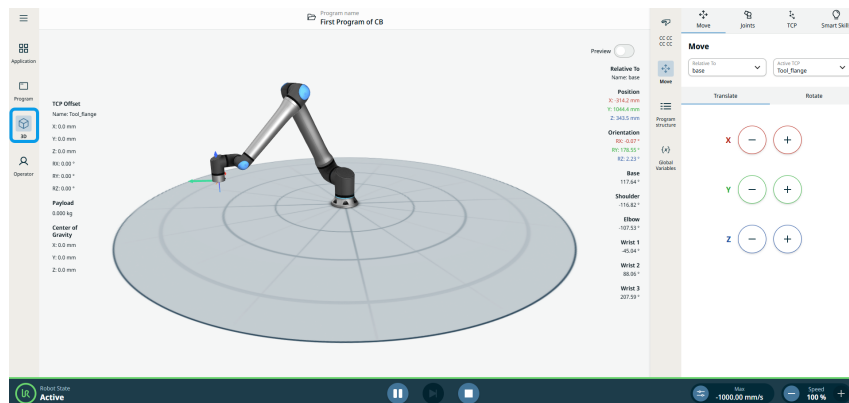 Program name
First Program of CB
Application
Program
3D
Operator
TCP Offset
Name: Tool_flange
X: 0.0 mm
Y: 0.0 mm
Z: 0.0 mm
RX: 0.00 °
RY: 0.00 °
RZ: 0.00 °
Payload
0.000 kg
Center of
Gravity
X: 0.0 mm
Y: 0.0 mm
Z: 0.0 mm
Preview
Relative To
Name: base
Position
X: -314.2 mm
Y: 1044.4 mm
Z: 343.5 mm
Orientation
RX: -0.07 °
RY: 178.55 °
RZ: 2.23 °
Base
117.64 °
Shoulder
-116.82 °
Elbow
-107.53 °
Wrist 1
-45.04 °
Wrist 2
88.06 °
Wrist 3
207.59 °
CC CC
CC CC
Move
Program
structure
{x}
Global
Variables
Move
Joints
TCP
Smart Skill
Move
Relative To
base
Active TCP
Tool_flange
Translate
Rotate
X − +
Y − +
Z − +
UR
Robot State
Active
Max
-1000.00 mm/s
Speed
100 %